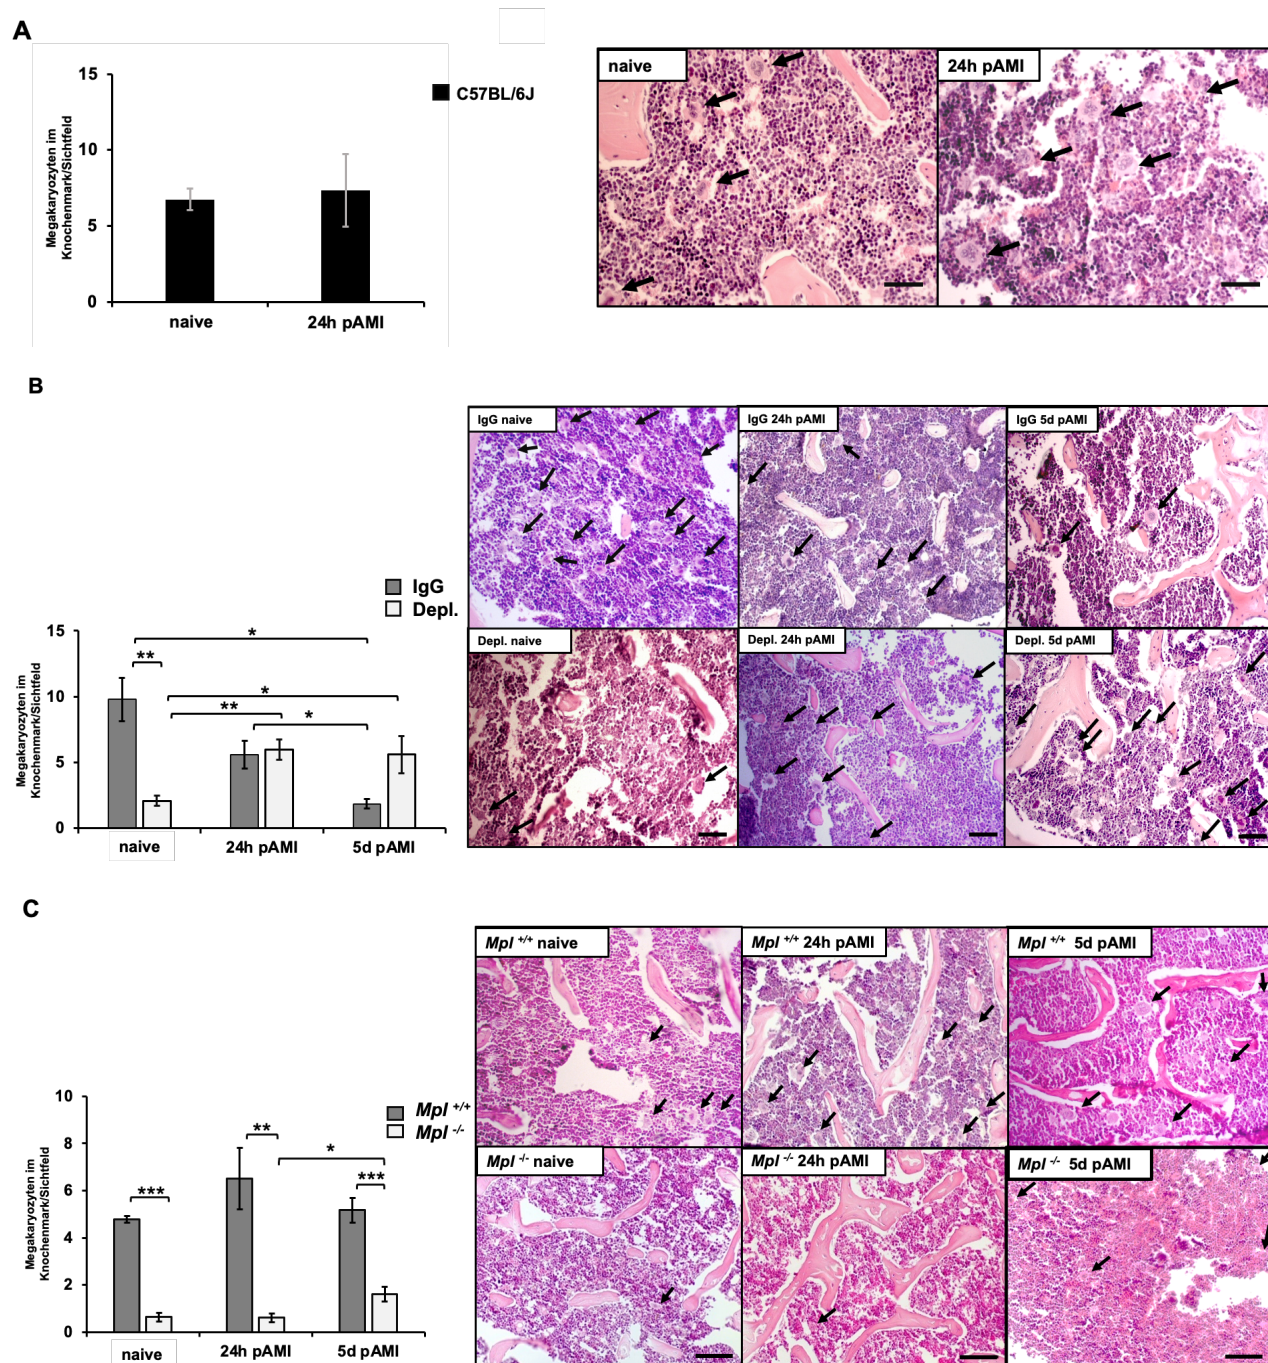 A
15
10
5
0
Megakaryozyten im
Knochenmark/Sichtfeld
C57BL/6J
naive
24h pAMI
naive
24h pAMI
B
IgG
Depl.
15
10
5
0
Megakaryozyten im
Knochenmark/Sichtfeld
*
**
*
**
*
naive
24h pAMI
5d pAMI
IgG naive
IgG 24h pAMI
IgG 5d pAMI
Depl. naive
Depl. 24h pAMI
Depl. 5d pAMI
C
10
8
6
4
2
0
Megakaryozyten im
Knochenmark/Sichtfeld
Mpl +/+
Mpl -/-
***
**
*
***
naive
24h pAMI
5d pAMI
Mpl +/+ naive
Mpl +/+ 24h pAMI
Mpl +/+ 5d pAMI
Mpl -/- naive
Mpl -/- 24h pAMI
Mpl -/- 5d pAMI